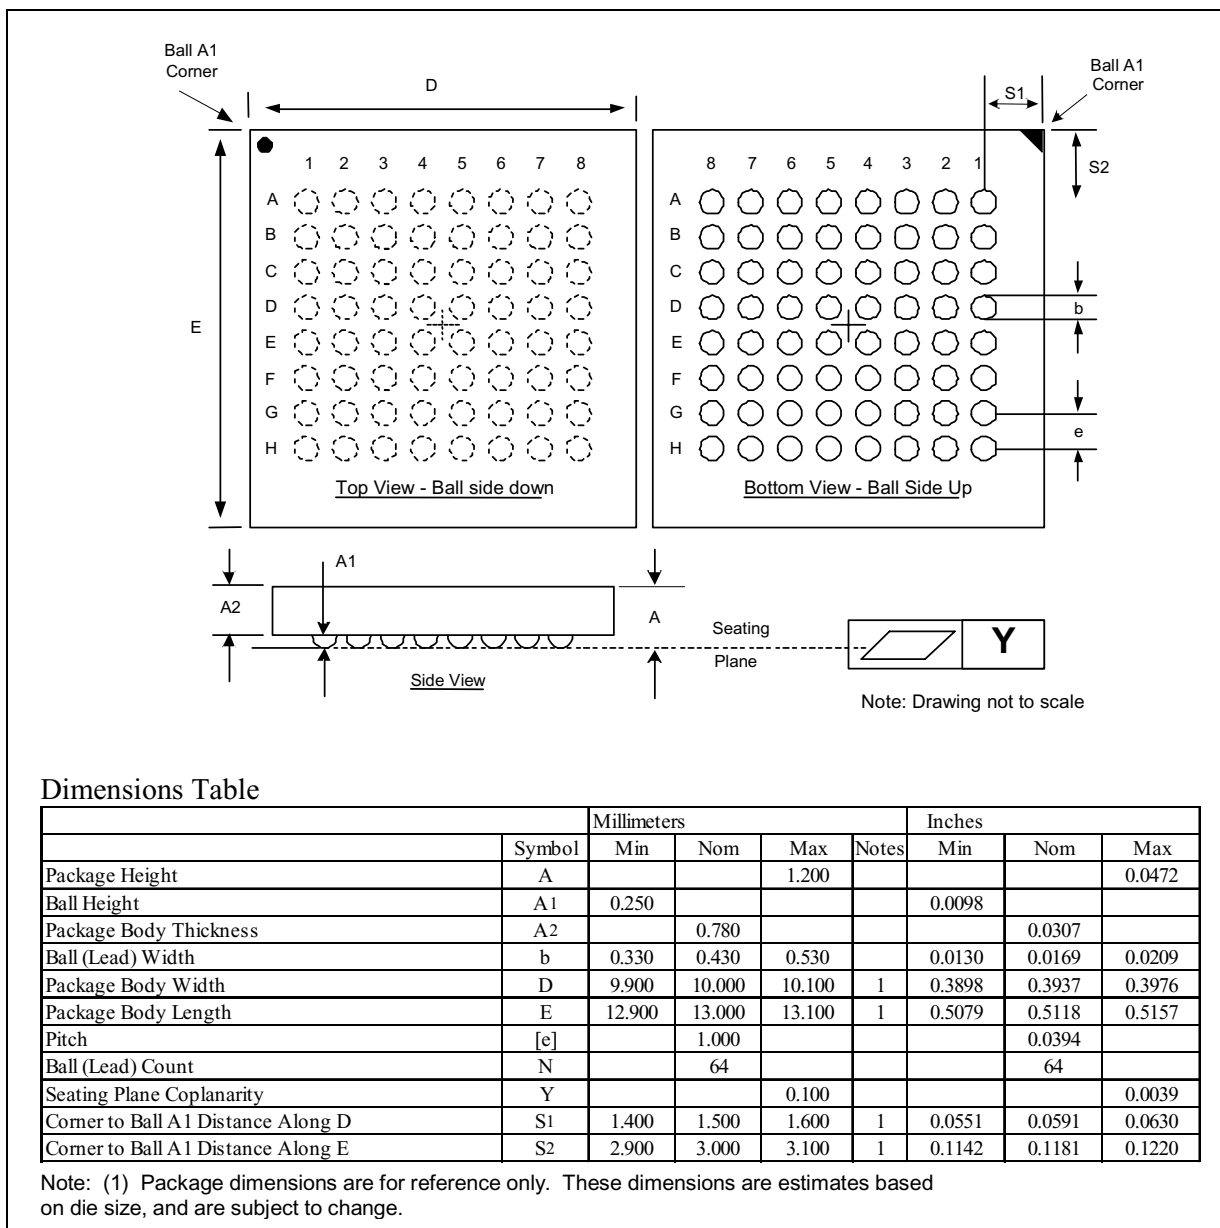 Ball A1
Corner
D
Ball A1
Corner
S1
1 2 3 4 5 6 7 8
8 7 6 5 4 3 2 1
S2
A
B
C
D
E
F
G
H
A
B
C
D
E
F
G
H
E
b
e
Top View - Ball side down
Bottom View - Ball Side Up
A1
A2
A
Seating
Plane
Y
Side View
Note: Drawing not to scale
Dimensions Table
Millimeters Inches
Symbol Min Nom Max Notes Min Nom Max
Package Height A 1.200 0.0472
Ball Height A1 0.250 0.0098
Package Body Thickness A2 0.780 0.0307
Ball (Lead) Width b 0.330 0.430 0.530 0.0130 0.0169 0.0209
Package Body Width D 9.900 10.000 10.100 1 0.3898 0.3937 0.3976
Package Body Length E 12.900 13.000 13.100 1 0.5079 0.5118 0.5157
Pitch [e] 1.000 0.0394
Ball (Lead) Count N 64 64
Seating Plane Coplanarity Y 0.100 0.0039
Corner to Ball A1 Distance Along D S1 1.400 1.500 1.600 1 0.0551 0.0591 0.0630
Corner to Ball A1 Distance Along E S2 2.900 3.000 3.100 1 0.1142 0.1181 0.1220
Note: (1) Package dimensions are for reference only. These dimensions are estimates based
on die size, and are subject to change.